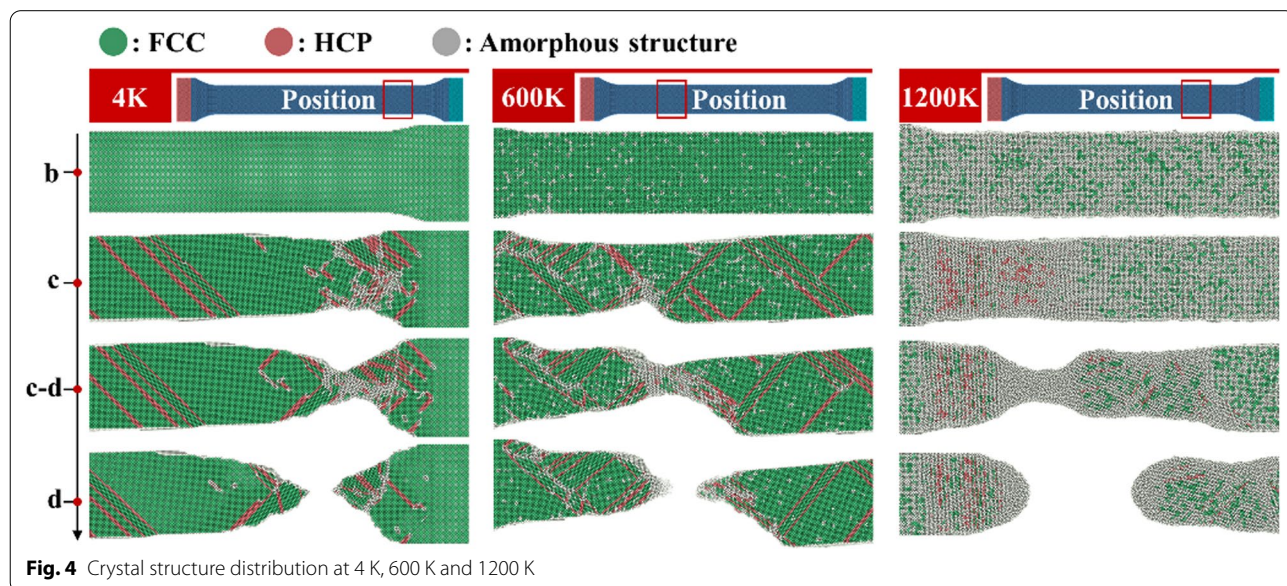 : FCC : HCP : Amorphous structure
4K Position 600K Position 1200K Position
b
c
c-d
d
Fig. 4 Crystal structure distribution at 4 K, 600 K and 1200 K